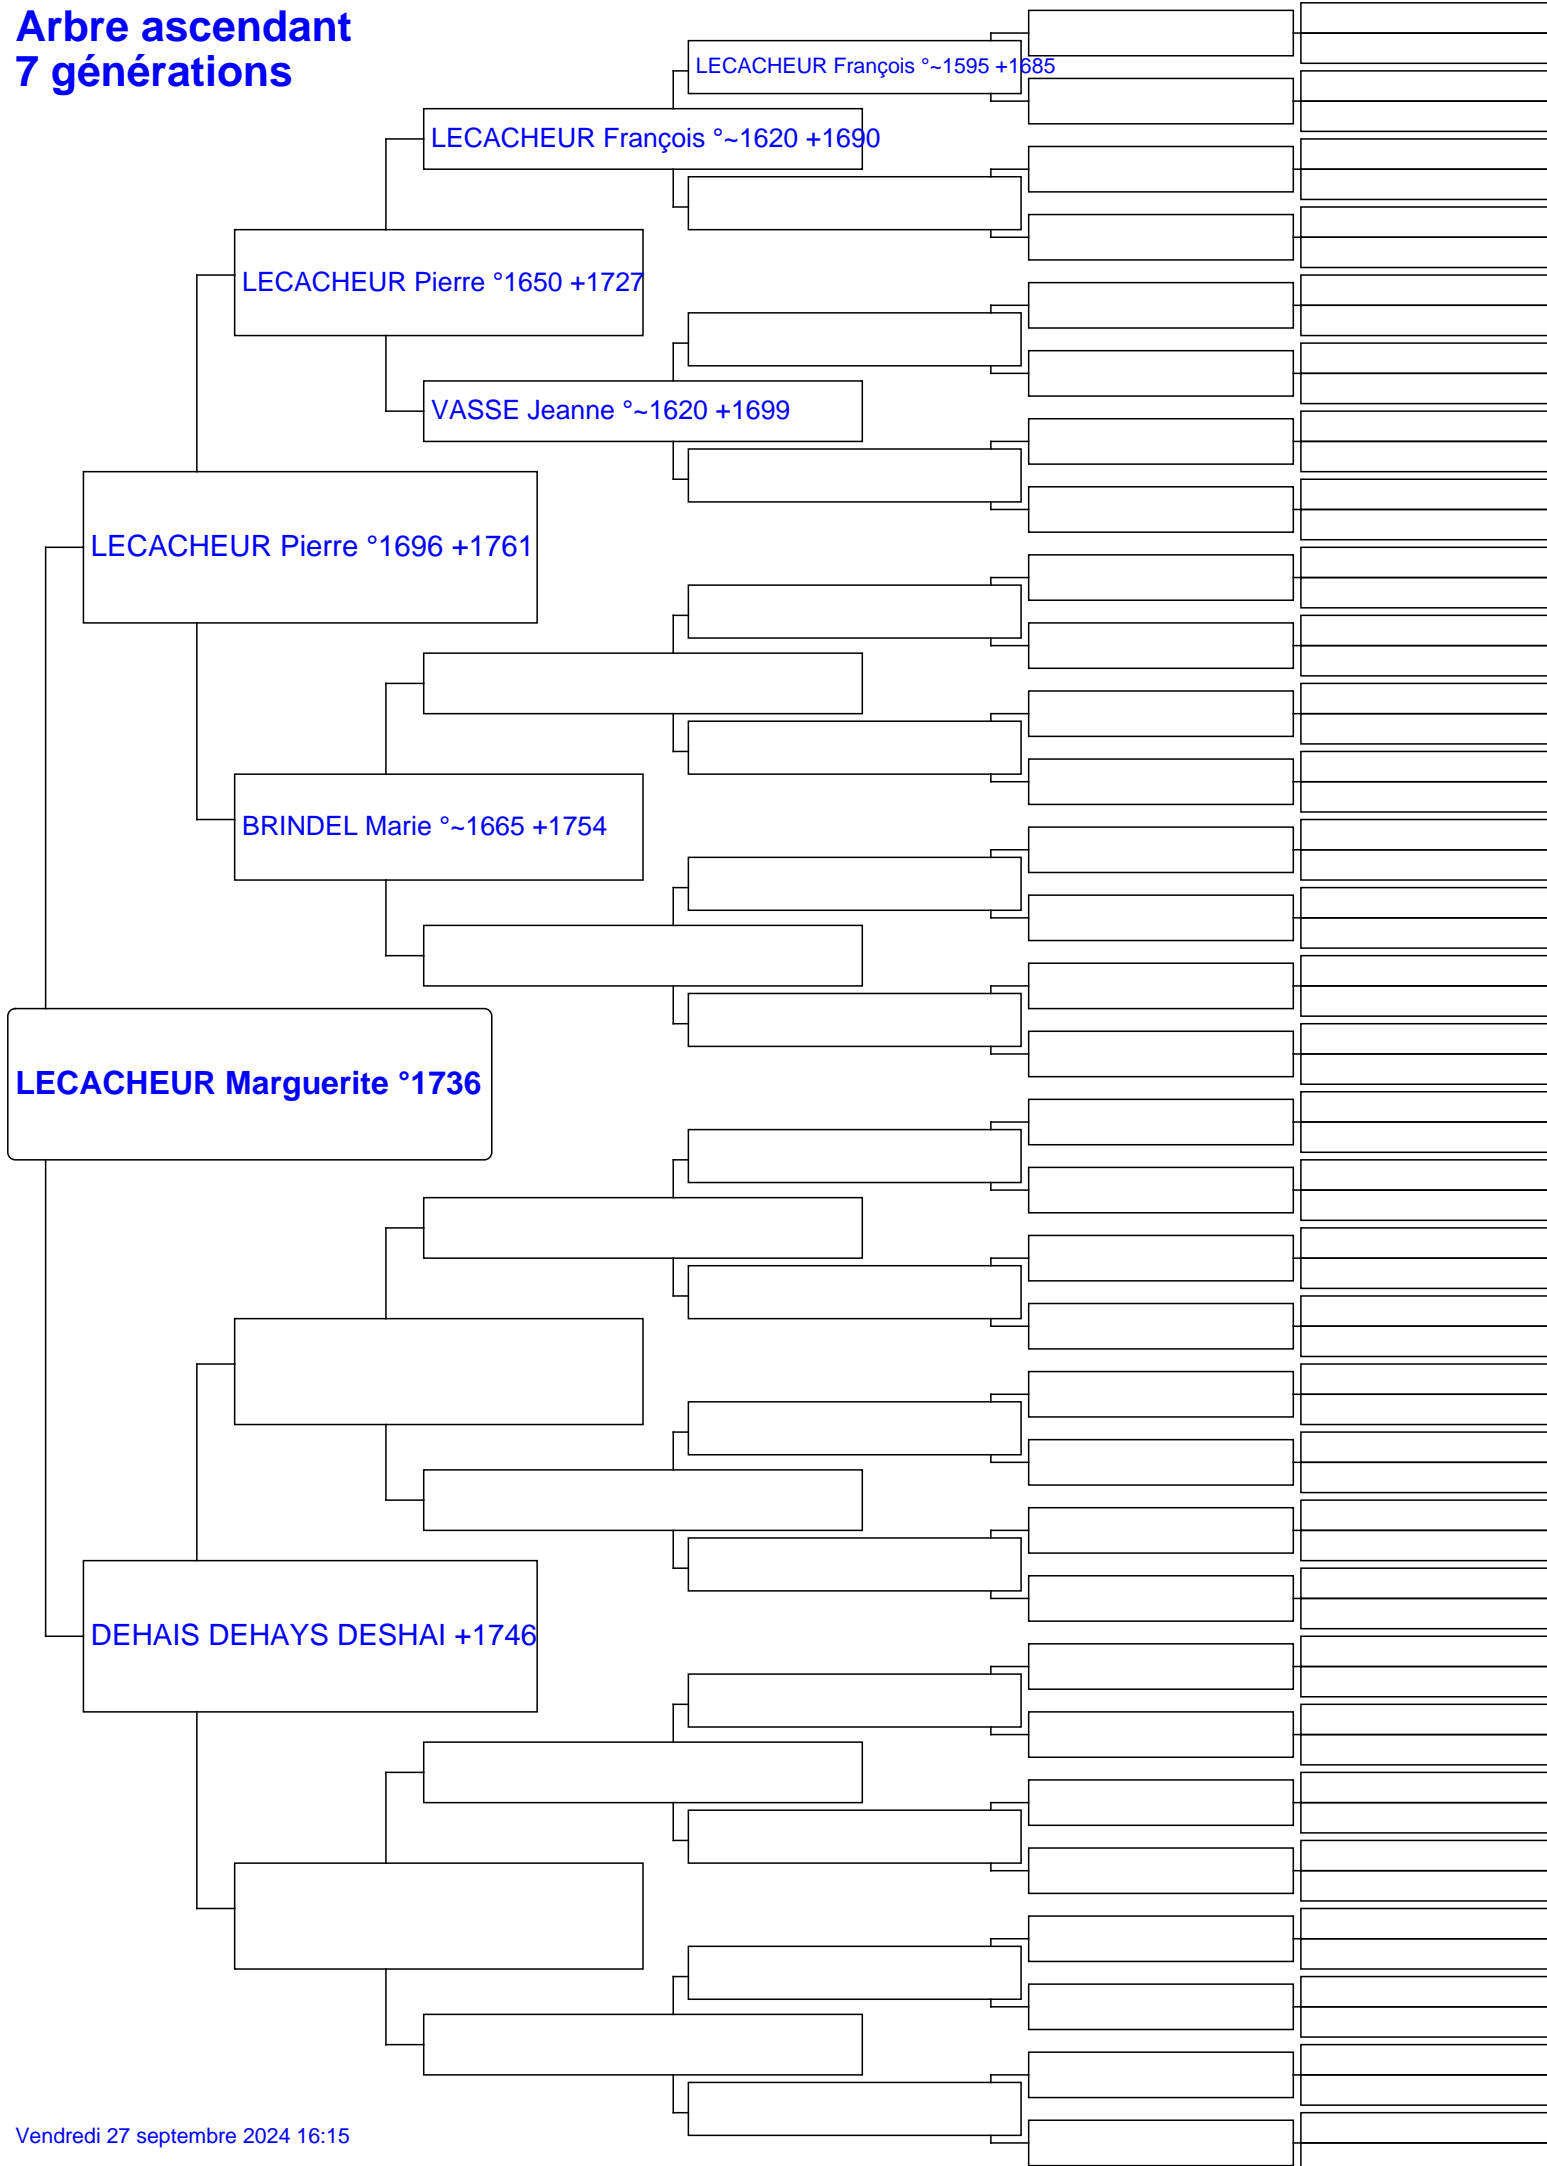 Arbre ascendant
7 générations
LECACHEUR François °~1595 +1685
LECACHEUR François °~1620 +1690
LECACHEUR Pierre °1650 +1727
VASSE Jeanne °~1620 +1699
LECACHEUR Pierre °1696 +1761
BRINDEL Marie °~1665 +1754
LECACHEUR Marguerite °1736
DEHAIS DEHAYS DESHAI +1746
Vendredi 27 septembre 2024 16:15